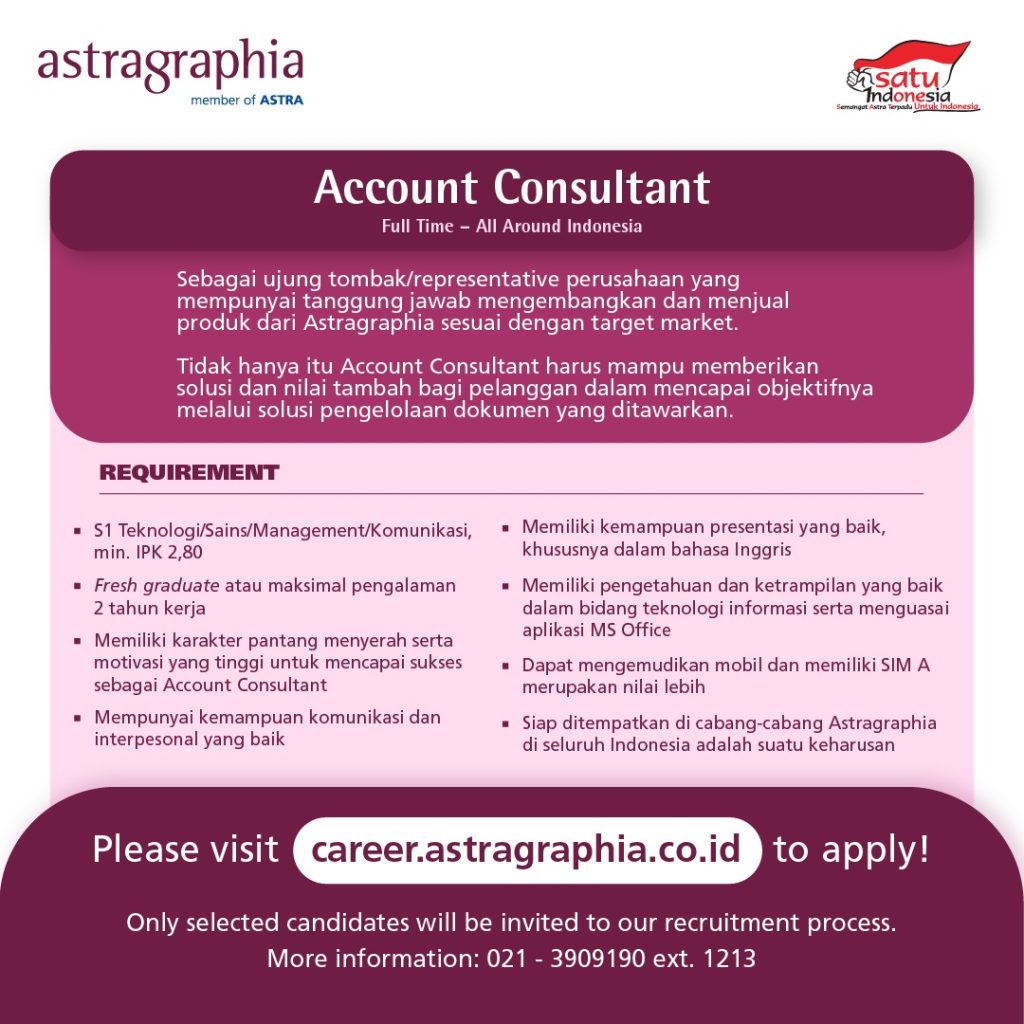 astragraphia
member of ASTRA
satu
Indonesia
Semangat Astra Terpadu Untuk Indonesia
Account Consultant
Full Time – All Around Indonesia
Sebagai ujung tombak/representative perusahaan yang
mempunyai tanggung jawab mengembangkan dan menjual
produk dari Astragraphia sesuai dengan target market.
Tidak hanya itu Account Consultant harus mampu memberikan
solusi dan nilai tambah bagi pelanggan dalam mencapai objektifnya
melalui solusi pengelolaan dokumen yang ditawarkan.
REQUIREMENT
▪ S1 Teknologi/Sains/Management/Komunikasi,
min. IPK 2,80
▪ Fresh graduate atau maksimal pengalaman
2 tahun kerja
▪ Memiliki karakter pantang menyerah serta
motivasi yang tinggi untuk mencapai sukses
sebagai Account Consultant
▪ Mempunyai kemampuan komunikasi dan
interpesonal yang baik
▪ Memiliki kemampuan presentasi yang baik,
khususnya dalam bahasa Inggris
▪ Memiliki pengetahuan dan ketrampilan yang baik
dalam bidang teknologi informasi serta menguasai
aplikasi MS Office
▪ Dapat mengemudikan mobil dan memiliki SIM A
merupakan nilai lebih
▪ Siap ditempatkan di cabang-cabang Astragraphia
di seluruh Indonesia adalah suatu keharusan
Please visit career.astragraphia.co.id to apply!
Only selected candidates will be invited to our recruitment process.
More information: 021 - 3909190 ext. 1213